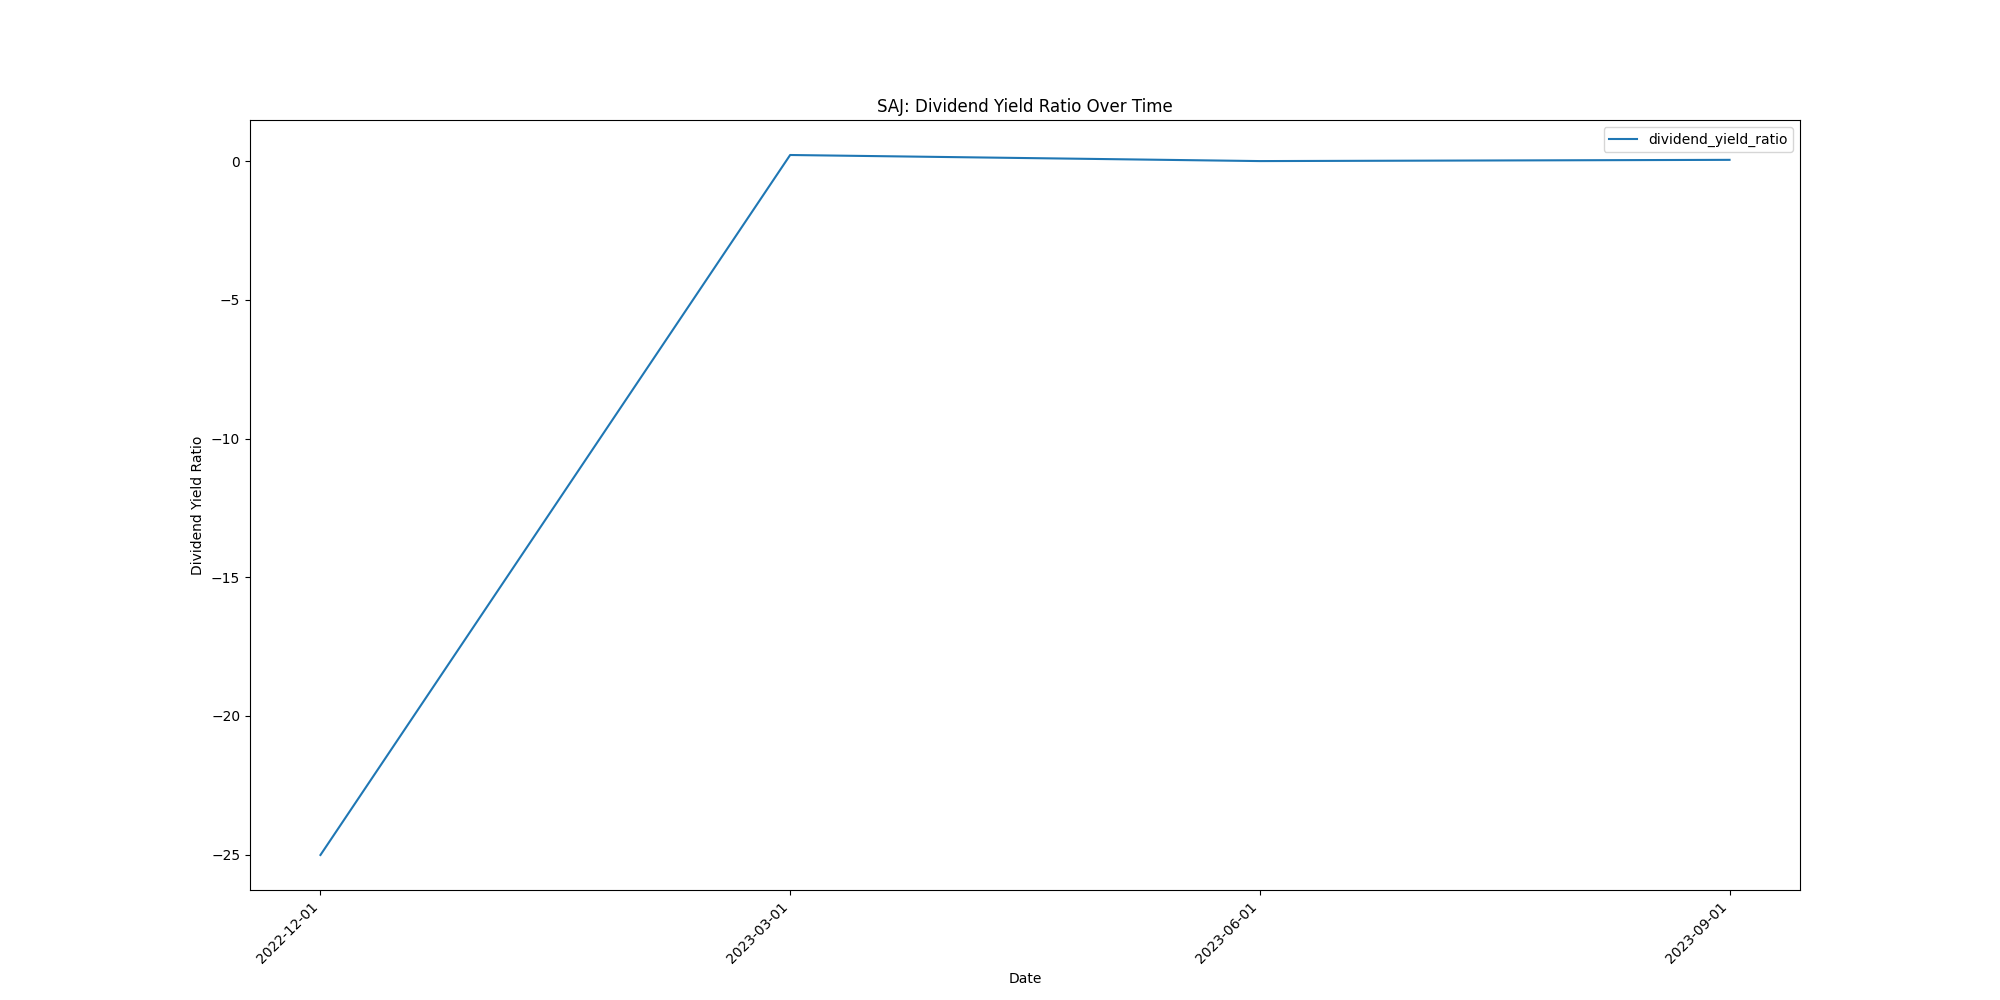 SAJ: Dividend Yield Ratio Over Time
dividend_yield_ratio
0
−5
−10
−15
−20
−25
Dividend Yield Ratio
2022-12-01
2023-03-01
2023-06-01
2023-09-01
Date